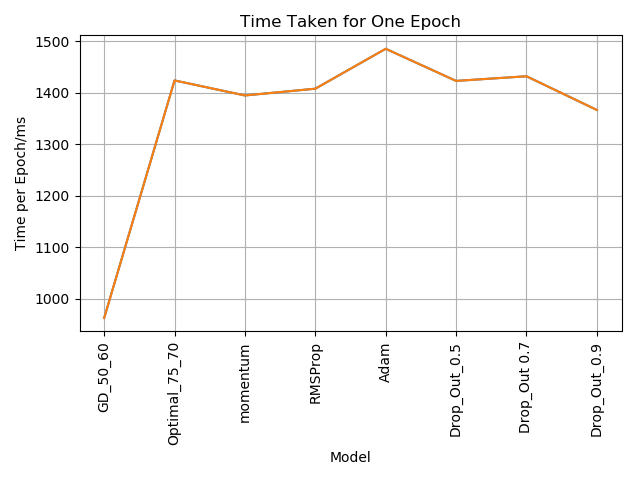 Time Taken for One Epoch
Time per Epoch/ms
1500
1400
1300
1200
1100
1000
GD_50_60
Optimal_75_70
momentum
RMSProp
Adam
Drop_Out_0.5
Drop_Out 0.7
Drop_Out_0.9
Model